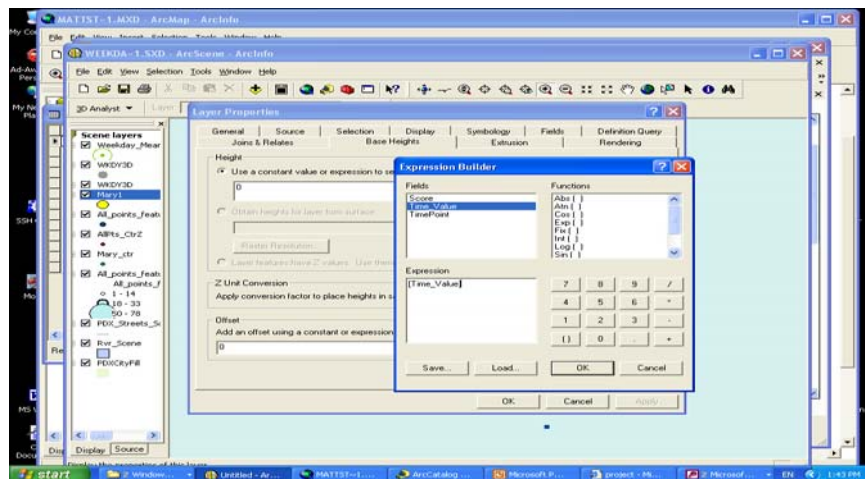 MATTST~1.MXD - ArcMap - ArcInfo
WEEKDA~1.SXD - ArcScene - ArcInfo
File Edit View Selection Tools Window Help
3D Analyst
Layer Properties
General Source Selection Display Symbology Fields Definition Query
Joins & Relates Base Heights Extrusion Rendering
Scene layers
Weekday_Mear
WKDY3D
WKDY3D
Mary1
All_points_feat
AllPts_CtrZ
Mary_str
All_points_feat
All_points_f
1 - 14
18 - 33
50 - 78
PDX_Streets_Sc
Rvr_Scene
PDXCityFill
Display Source
Height
Use a constant value or expression to se
0
Obtain heights for layer from surface
Raster Resolution...
Layer features have Z values. Use them
Z Unit Conversion
Apply conversion factor to place heights in s
Offset
Add an offset using a constant or expression
0
OK Cancel Apply
Expression Builder
Fields
Score
Time_Value
TimePoint
Functions
Abs ( )
Atn ( )
Cos ( )
Exp ( )
Fix ( )
Int ( )
Log ( )
Sin ( )
Expression
[Time_Value]
7 8 9 /
4 5 6 *
1 2 3 -
( ) 0 . +
Save... Load... OK Cancel
start 2 Window... Untitled - Ar... MATTST~1.... ArcCatalog ... Microsoft P... project - Mi... 2 Microsof... EN 1:43 PM